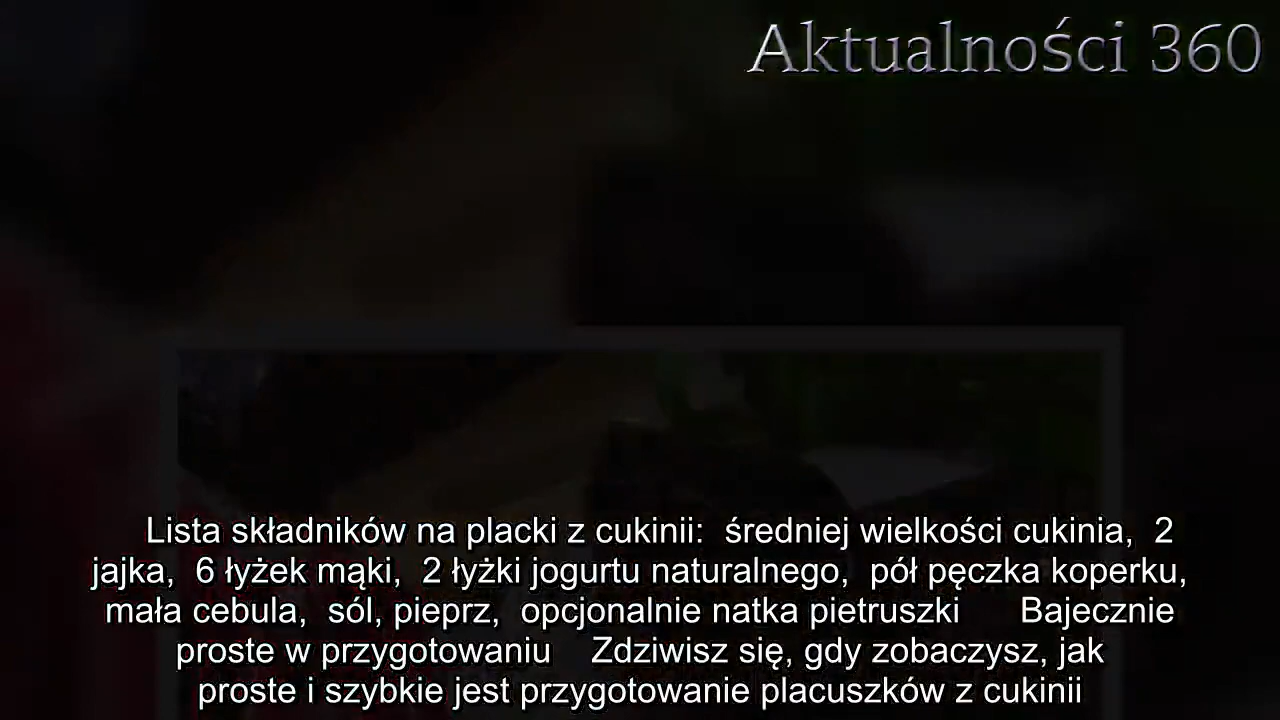 Aktualności 360
Lista składników na placki z cukinii: średniej wielkości cukinia, 2
jajka, 6 łyżek mąki, 2 łyżki jogurtu naturalnego, pół pęczka koperku,
mała cebula, sól, pieprz, opcjonalnie natka pietruszki Bajecznie
proste w przygotowaniu Zdziwisz się, gdy zobaczysz, jak
proste i szybkie jest przygotowanie placuszków z cukinii